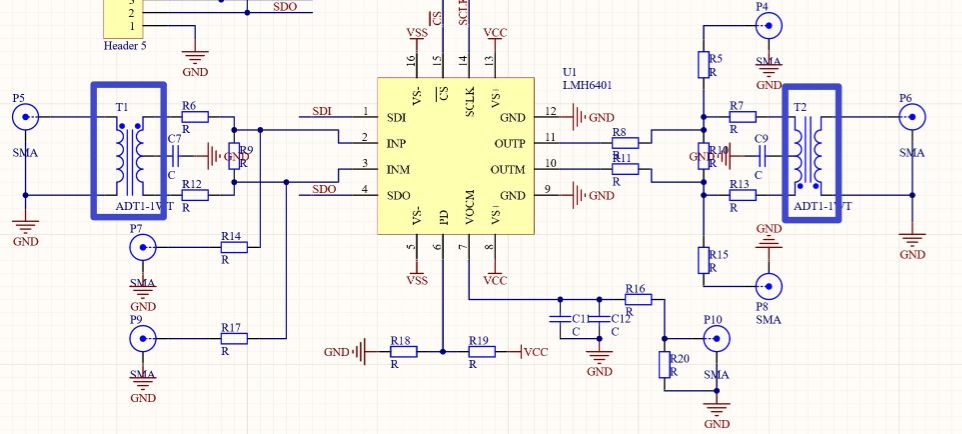 3
2
1
SDO
Header 5
GND
CS
SCLK
VSS
VCC
16
15
14
13
P4
SMA
GND
R5
R
U1
LMH6401
VS-
CS
SCLK
VS+
SDI
1
SDI
GND
12
GND
2
INP
OUTP
11
3
INM
OUTM
10
SDO
4
SDO
GND
9
GND
VS-
PD
VOCM
VS+
5
6
7
8
VSS
VCC
P5
SMA
GND
T1
ADT1-1WT
R6
R
C7
C
GND
R9
R
R12
R
P7
SMA
GND
R14
R
P9
SMA
GND
R17
R
GND
R18
R
R19
R
VCC
R8
R
R11
R
R7
R
GND
R10
R
C9
C
R13
R
T2
ADT1-1WT
P6
SMA
GND
R15
R
GND
P8
SMA
C11
C
C12
C
GND
R16
R
R20
R
P10
SMA
GND